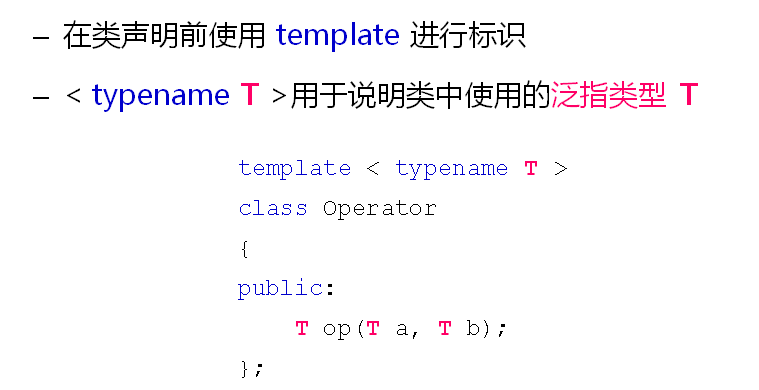 – 在类声明前使用 template 进行标识
– < typename T >用于说明类中使用的泛指类型 T
template < typename T >
class Operator
{
public:
    T op(T a, T b);
};